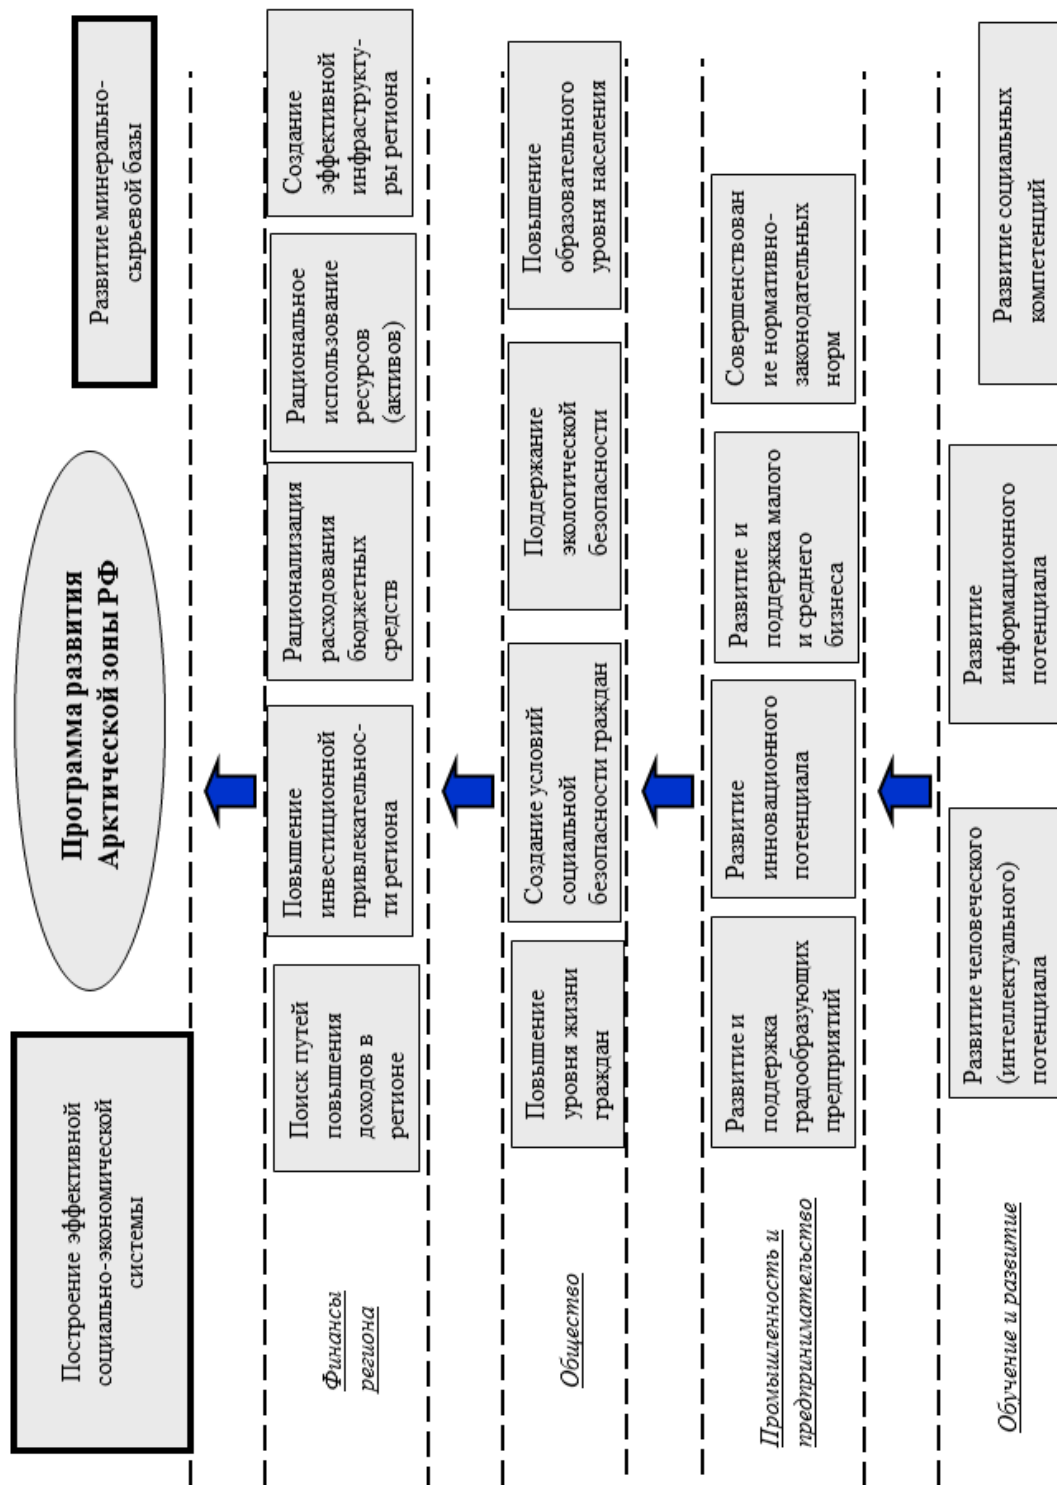 Построение эффективной
социально-экономической
системы
Программа развития
Арктической зоны РФ
Развитие минерально-
сырьевой базы
Финансы
региона
Поиск путей
повышения
доходов в
регионе
Повышение
инвестиционной
привлекательнос-
ти региона
Рационализация
расходования
бюджетных
средств
Рациональное
использование
ресурсов
(активов)
Создание
эффективной
инфраструкту-
ры региона
Общество
Повышение
уровня жизни
граждан
Создание условий
социальной
безопасности граждан
Поддержание
экологической
безопасности
Повышение
образовательного
уровня населения
Промышленность и
предпринимательство
Развитие и
поддержка
градообразующих
предприятий
Развитие
инновационного
потенциала
Развитие и
поддержка малого
и среднего
бизнеса
Совершенствован
ие нормативно-
законодательных
норм
Обучение и развитие
Развитие человеческого
(интеллектуального)
потенциала
Развитие
информационного
потенциала
Развитие социальных
компетенций